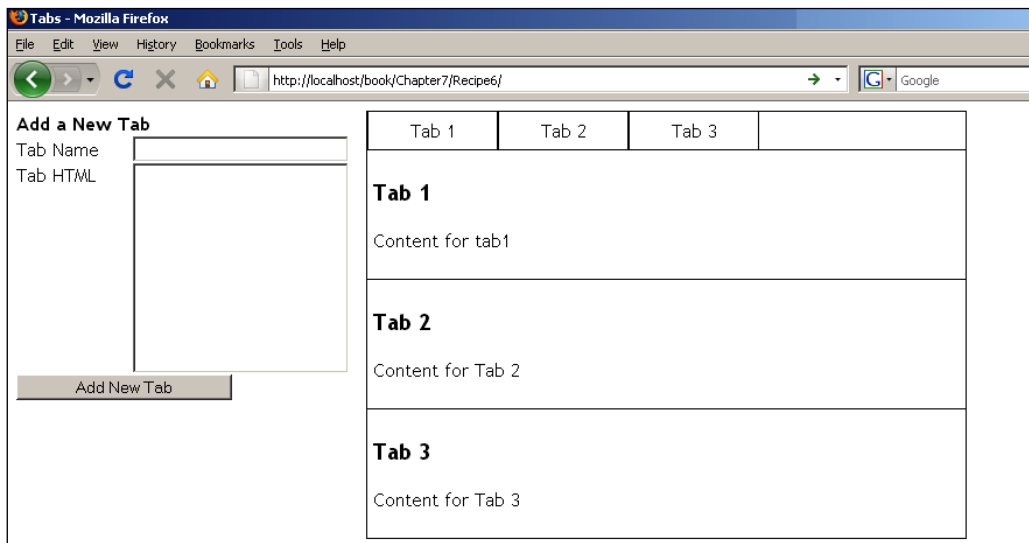 Tabs - Mozilla Firefox
File Edit View History Bookmarks Tools Help
http://localhost/book/Chapter7/Recipe6/ G Google
Add a New Tab
Tab Name
Tab HTML
Add New Tab
Tab 1 Tab 2 Tab 3
Tab 1
Content for tab1
Tab 2
Content for Tab 2
Tab 3
Content for Tab 3